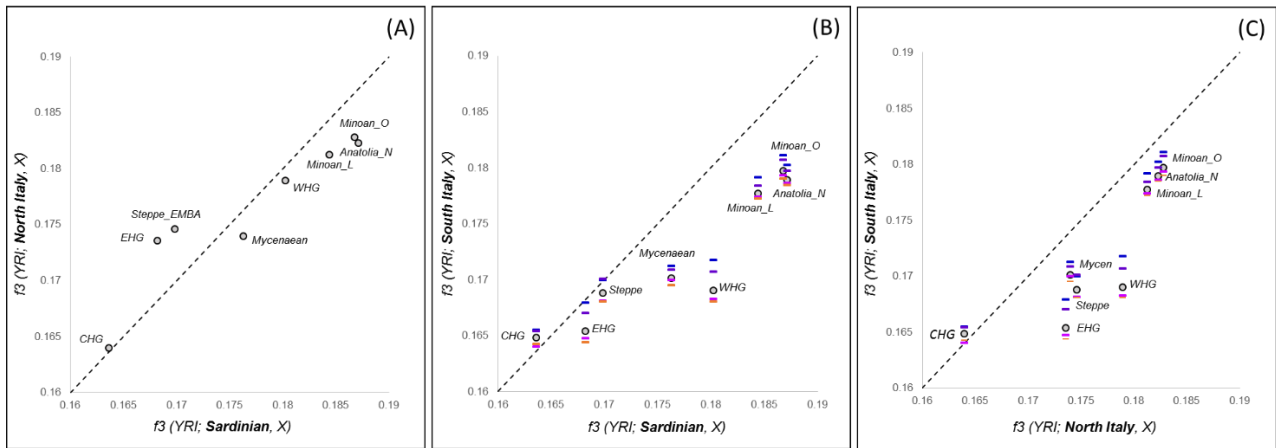 (A)
0.19
0.185
0.18
0.175
0.17
0.165
0.16
f3 (YRI; North Italy, X)
Minoan_O
Anatolia_N
Minoan_L
WHG
Steppe_EMBA
EHG
Mycenaean
CHG
0.16 0.165 0.17 0.175 0.18 0.185 0.19
f3 (YRI; Sardinian, X)
(B)
0.19
0.185
0.18
0.175
0.17
0.165
0.16
f3 (YRI; South Italy, X)
Minoan_O
Anatolia_N
Minoan_L
Mycenaean
Steppe
WHG
CHG
EHG
0.16 0.165 0.17 0.175 0.18 0.185 0.19
f3 (YRI; Sardinian, X)
(C)
0.19
0.185
0.18
0.175
0.17
0.165
0.16
f3 (YRI; South Italy, X)
Minoan_O
Anatolia_N
Minoan_L
Mycen
WHG
Steppe
CHG
EHG
0.16 0.165 0.17 0.175 0.18 0.185 0.19
f3 (YRI; North Italy, X)